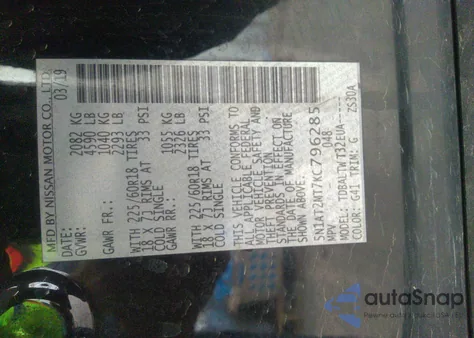 MFD BY NISSAN MOTOR CO., LTD.
DATE: 03/19
GVWR: 2082 KG
4590 LB
GAWR FR.: 1040 KG
2293 LB
WITH 225/60R18 TIRES
18 X 7J RIMS AT 33 PSI
COLD SINGLE
GAWR RR.: 1055 KG
2326 LB
WITH 225/60R18 TIRES
18 X 7J RIMS AT 33 PSI
COLD SINGLE
THIS VEHICLE CONFORMS TO
ALL APPLICABLE FEDERAL
MOTOR VEHICLE SAFETY AND
THEFT PREVENTION
STANDARDS IN EFFECT ON
THE DATE OF MANUFACTURE
SHOWN ABOVE.
5N1AT2MT7KC796285
MPV 048
MODEL: TDBALTWT32EUA-----
COLOR: G41 TRIM: G 2S30A
autoSnap